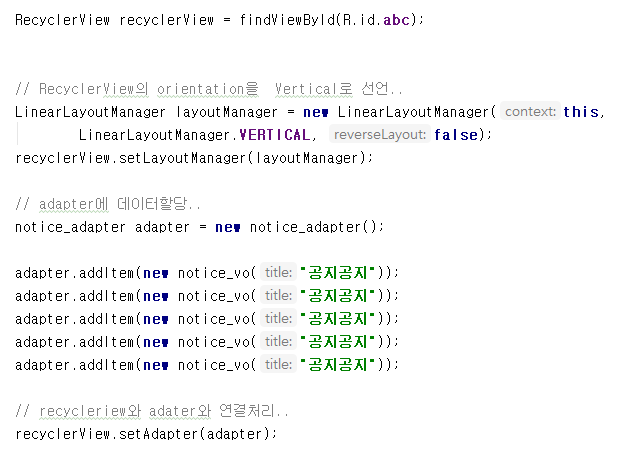 RecyclerView recyclerView = findViewById(R.id.abc);
// RecyclerView의 orientation을  Vertical로 선언..
LinearLayoutManager layoutManager = new LinearLayoutManager( context: this,
LinearLayoutManager.VERTICAL, reverseLayout: false);
recyclerView.setLayoutManager(layoutManager);
// adapter에 데이터할당..
notice_adapter adapter = new notice_adapter();
adapter.addItem(new notice_vo( title: "공지공지"));
adapter.addItem(new notice_vo( title: "공지공지"));
adapter.addItem(new notice_vo( title: "공지공지"));
adapter.addItem(new notice_vo( title: "공지공지"));
adapter.addItem(new notice_vo( title: "공지공지"));
// recycleriew와 adater와 연결처리..
recyclerView.setAdapter(adapter);